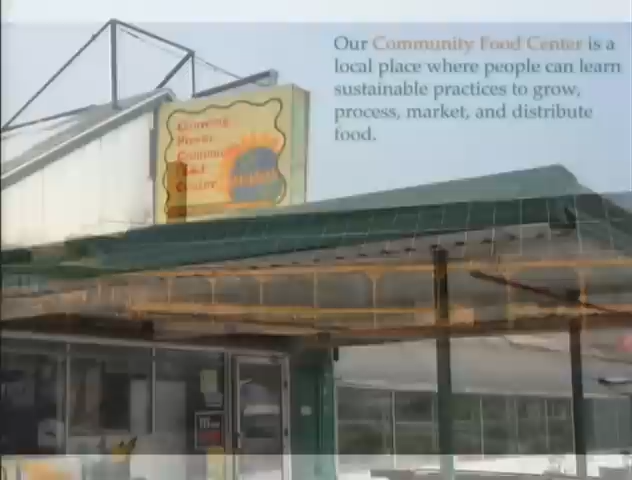 Our Community Food Center is a
local place where people can learn
sustainable practices to grow,
process, market, and distribute
food.
Growing
Power
Community
Food
Center